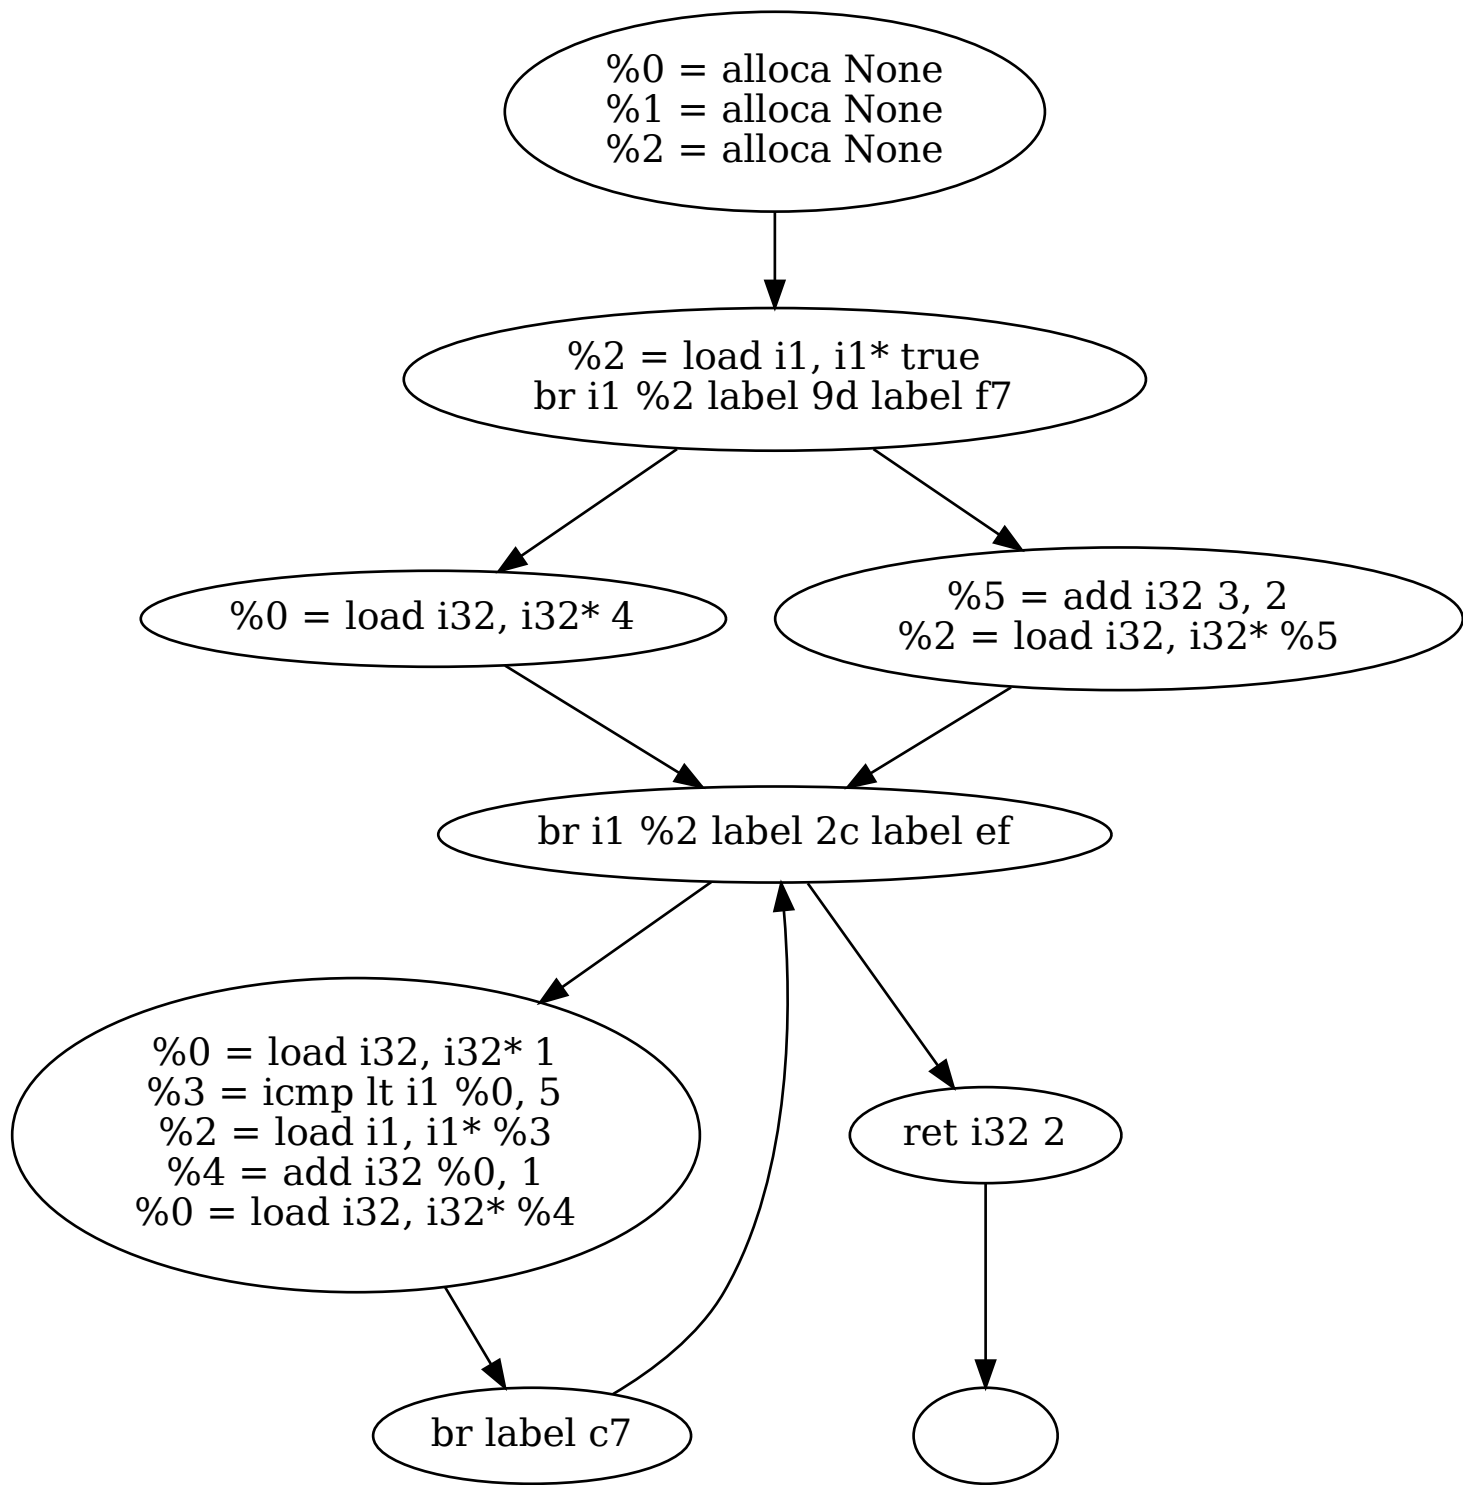 %0 = alloca None
%1 = alloca None
%2 = alloca None
%2 = load i1, i1* true
br i1 %2 label 9d label f7
%0 = load i32, i32* 4
%5 = add i32 3, 2
%2 = load i32, i32* %5
br i1 %2 label 2c label ef
%0 = load i32, i32* 1
%3 = icmp lt i1 %0, 5
%2 = load i1, i1* %3
%4 = add i32 %0, 1
%0 = load i32, i32* %4
ret i32 2
br label c7